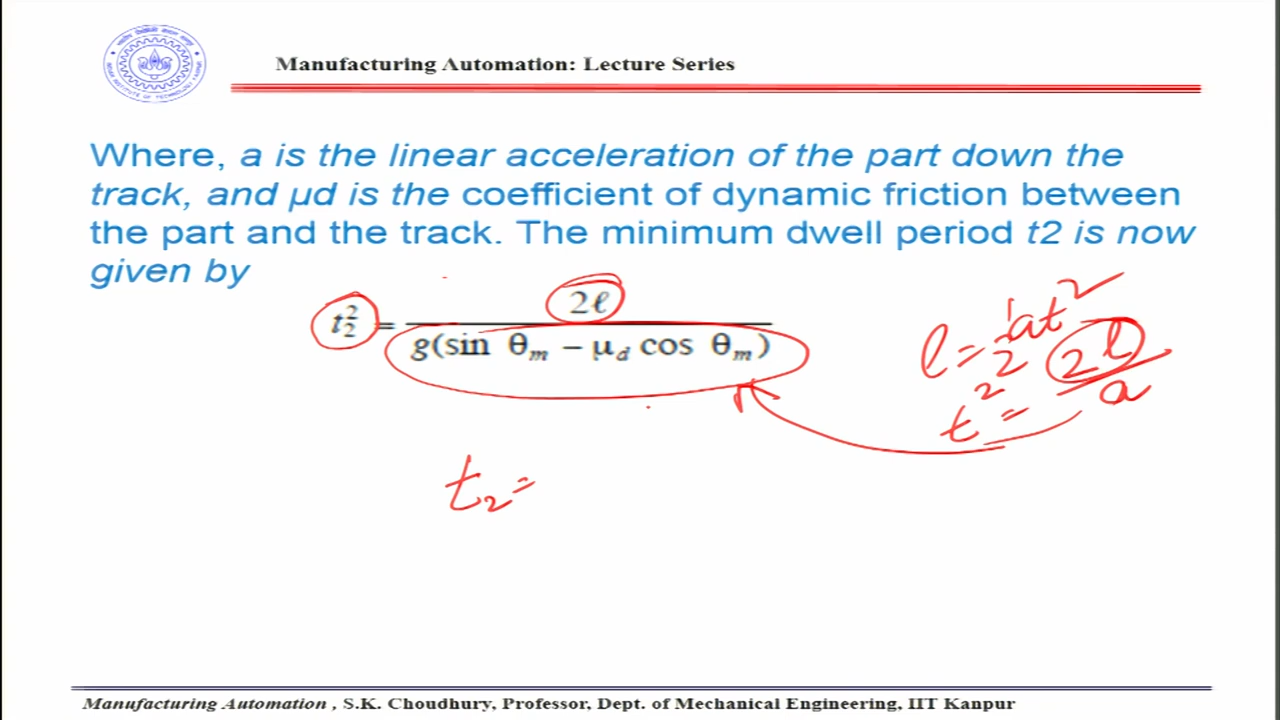 Manufacturing Automation: Lecture Series
Where, a is the linear acceleration of the part down the
track, and μd is the coefficient of dynamic friction between
the part and the track. The minimum dwell period t2 is now
given by
t₂² = 2ℓ / g(sin θₘ − μ_d cos θₘ)
l = 1/2 at²
t² = 2l / a
t₂ =
Manufacturing Automation , S.K. Choudhury, Professor, Dept. of Mechanical Engineering, IIT Kanpur